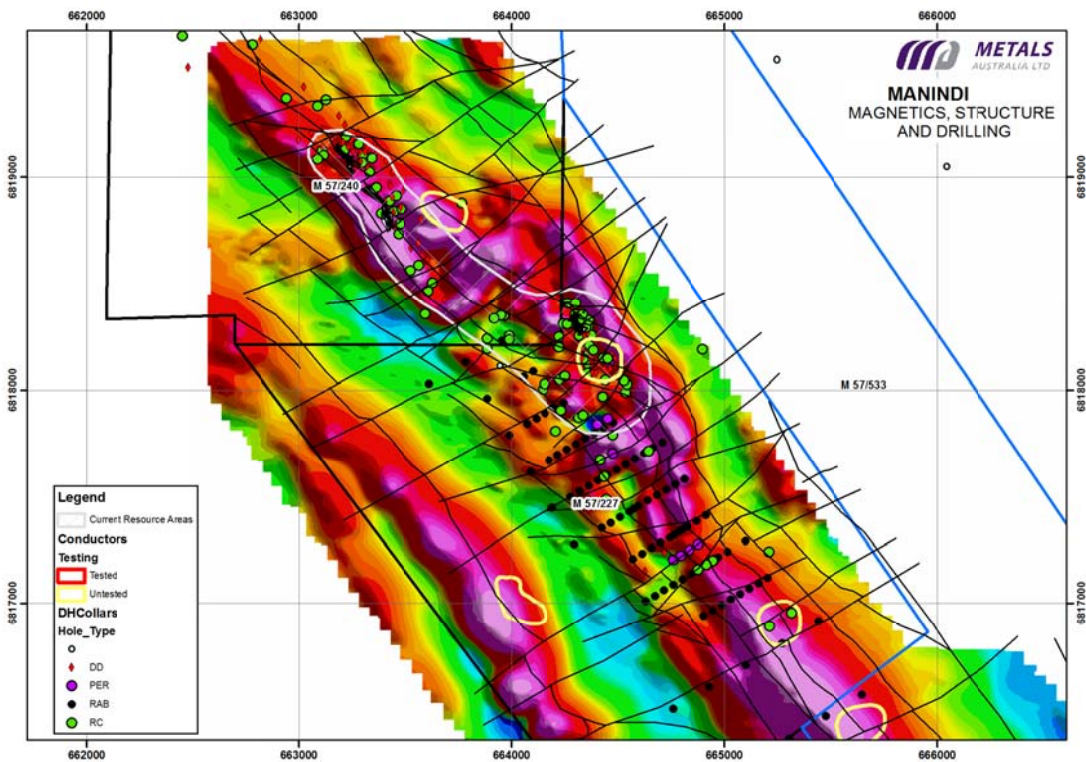 662000 663000 664000 665000 666000
METALS
AUSTRALIA LTD
MANINDI
MAGNETICS, STRUCTURE
AND DRILLING
6819000 6819000
M 57/240
6818000 6818000
M 57/533
M 57/227
6817000 6817000
Legend
Current Resource Areas
Conductors
Testing
Tested
Untested
DHCollars
Hole_Type
DD
PER
RAB
RC
662000 663000 664000 665000 666000